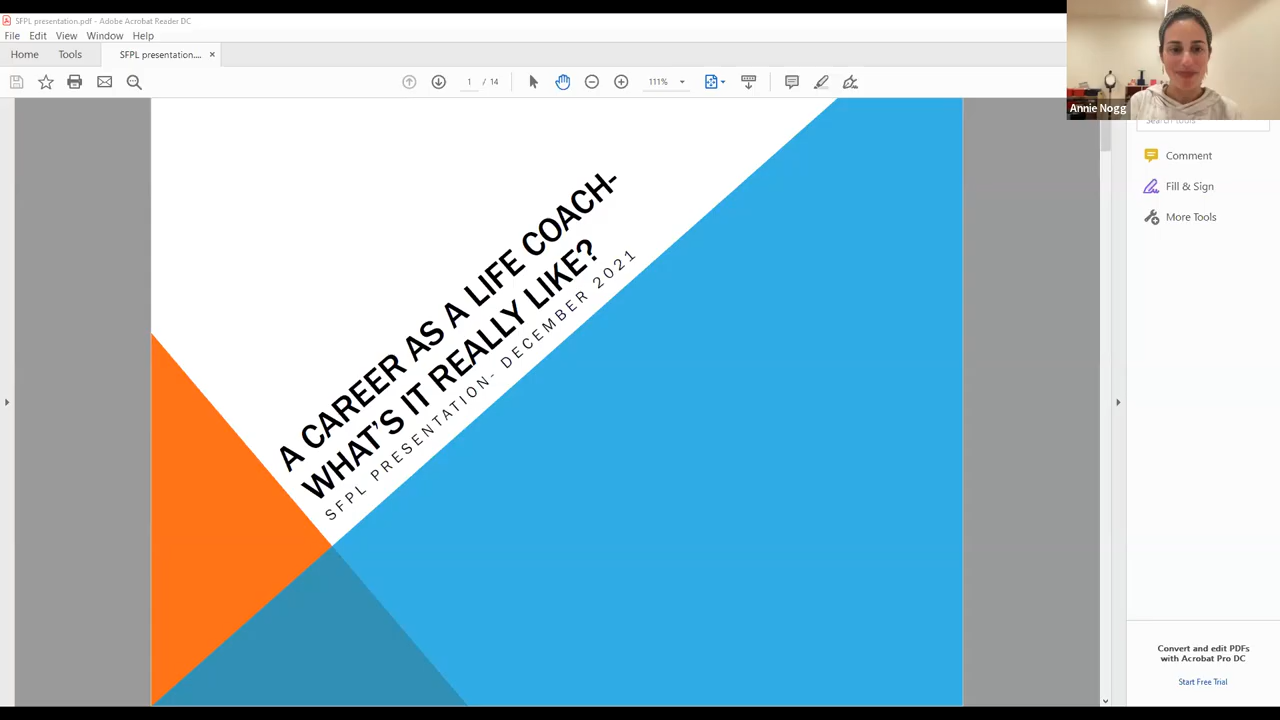 SFPL presentation.pdf - Adobe Acrobat Reader DC
File Edit View Window Help
Home Tools SFPL presentation.... ×
1 / 14 111%
Annie Nogg
Search tools
Comment
Fill & Sign
More Tools
A CAREER AS A LIFE COACH-
WHAT'S IT REALLY LIKE?
SFPL PRESENTATION- DECEMBER 2021
Convert and edit PDFs
with Acrobat Pro DC
Start Free Trial